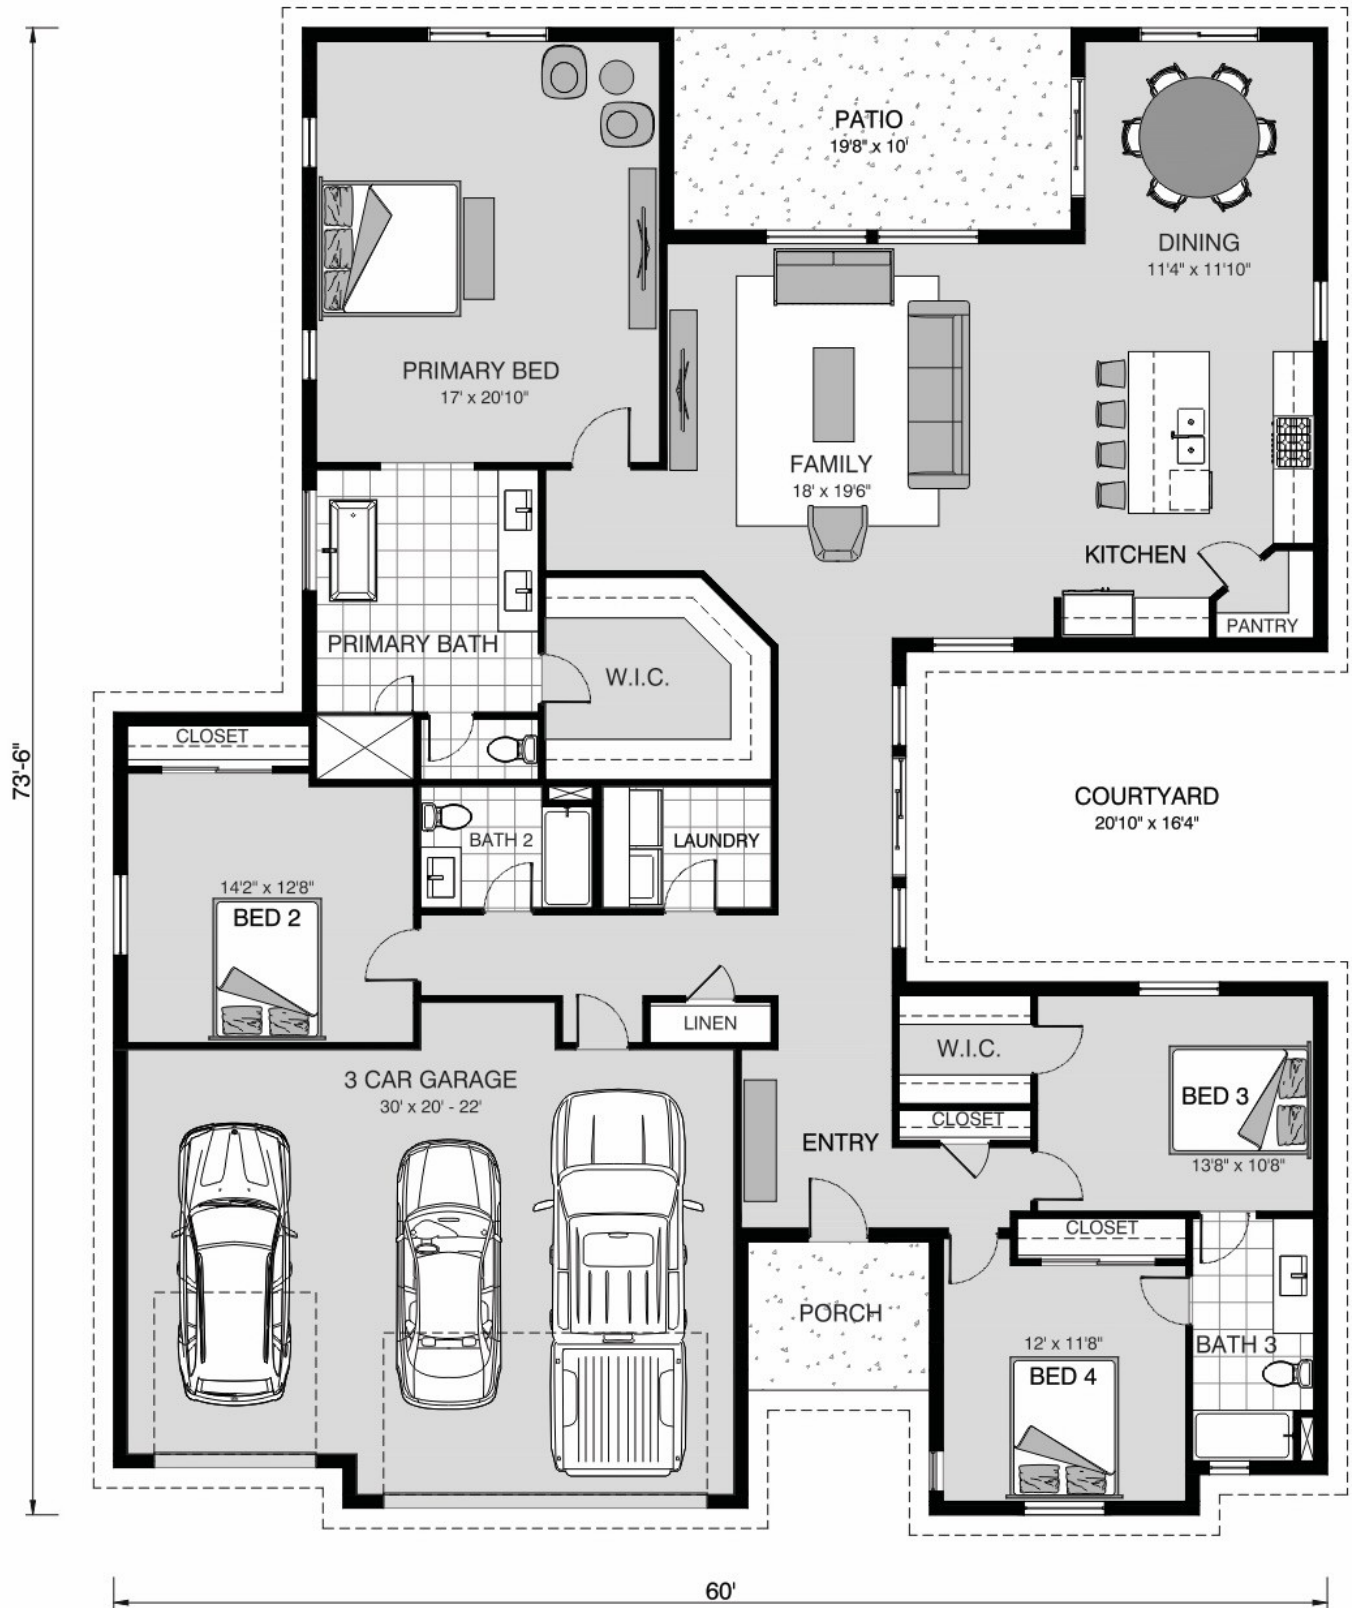 PATIO
19'8" x 10'
DINING
11'4" x 11'10"
PRIMARY BED
17' x 20'10"
FAMILY
18' x 19'6"
KITCHEN
PANTRY
PRIMARY BATH
W.I.C.
CLOSET
73'-6"
COURTYARD
20'10" x 16'4"
BATH 2
LAUNDRY
14'2" x 12'8"
BED 2
LINEN
W.I.C.
3 CAR GARAGE
30' x 20' - 22'
BED 3
13'8" x 10'8"
CLOSET
ENTRY
CLOSET
PORCH
12' x 11'8"
BED 4
BATH 3
60'